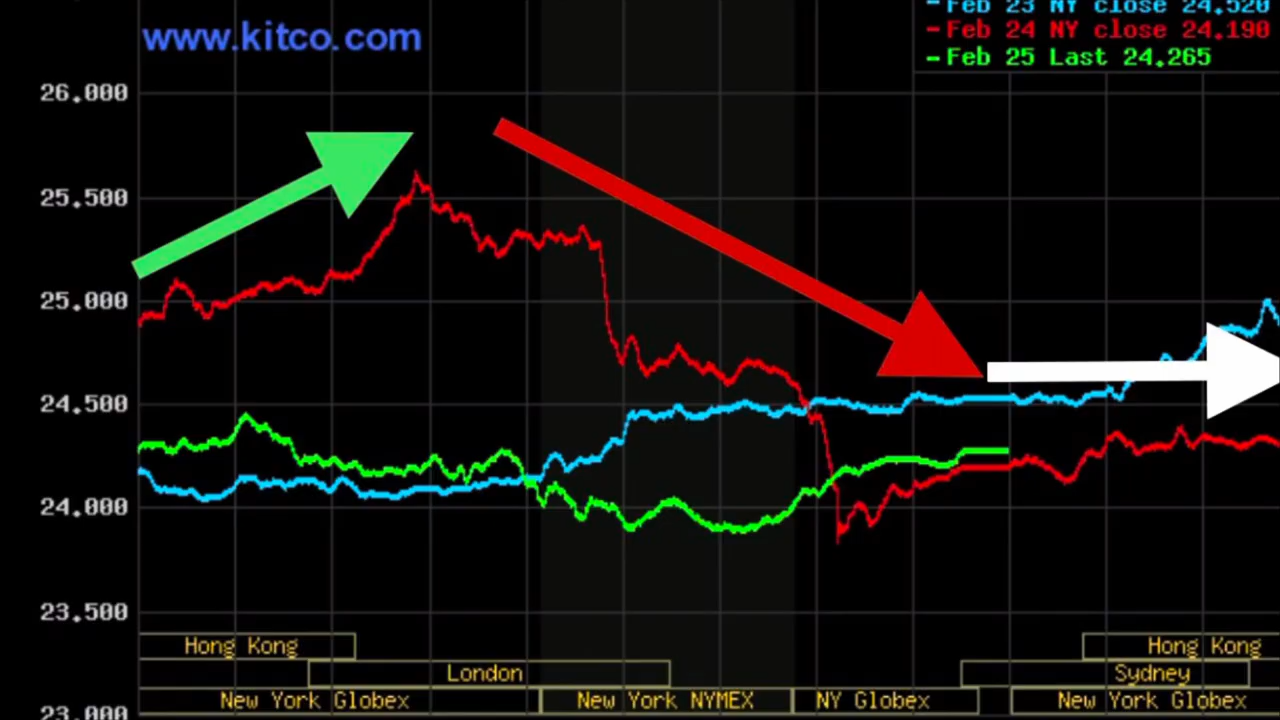 www.kitco.com
Feb 23 NY close 24.520
Feb 24 NY close 24.190
Feb 25 Last 24.265
26.000
25.500
25.000
24.500
24.000
23.500
23.000
Hong Kong
Hong Kong
London
Sydney
New York Globex
New York NYMEX
NY Globex
New York Globex